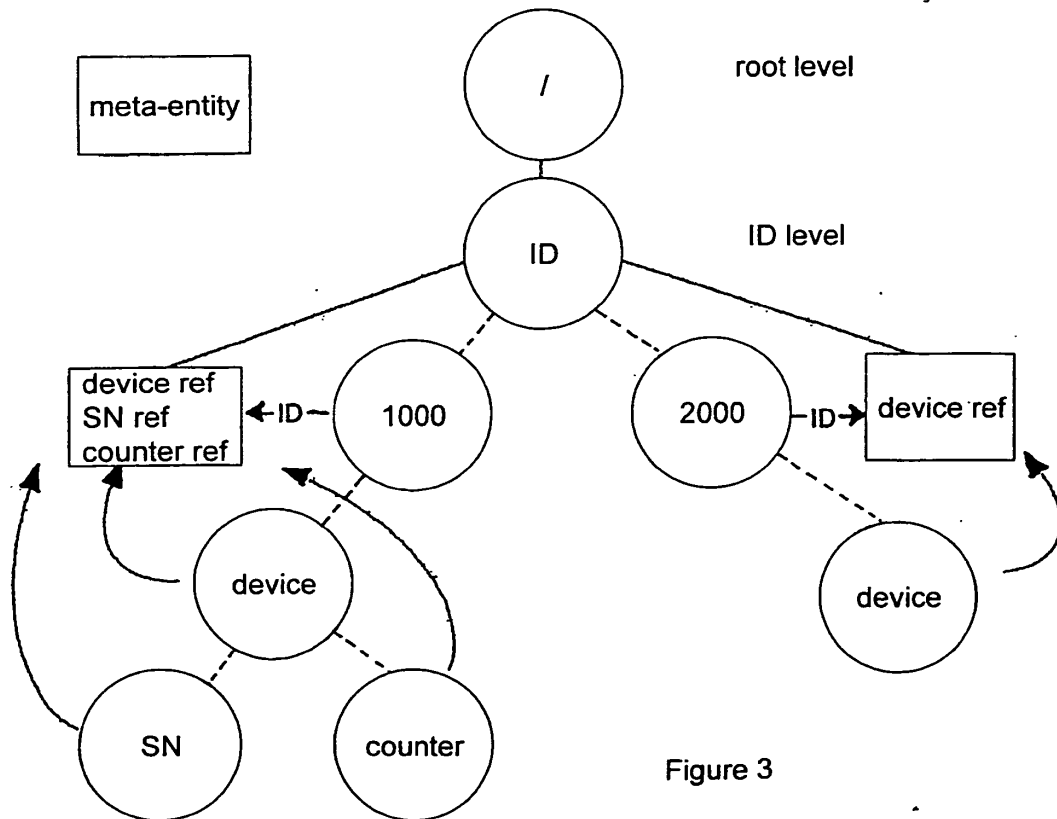 /
root level
meta-entity
ID
ID level
device ref
SN ref
counter ref
ID
1000
2000
ID
device ref
device
device
SN
counter
Figure 3